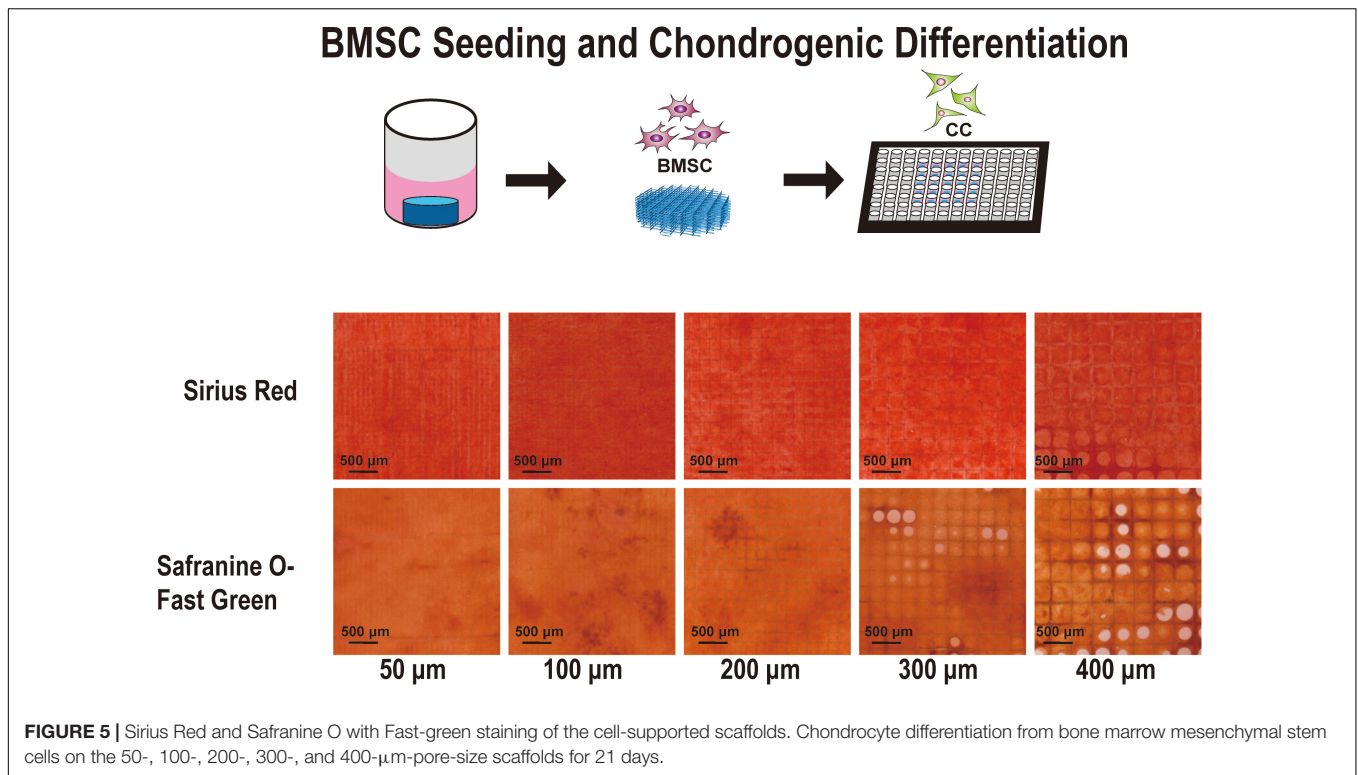 BMSC Seeding and Chondrogenic Differentiation
CC
BMSC
Sirius Red
500 μm
500 μm
500 μm
500 μm
500 μm
Safranine O-
Fast Green
500 μm
500 μm
500 μm
500 μm
500 μm
50 μm
100 μm
200 μm
300 μm
400 μm
FIGURE 5 | Sirius Red and Safranine O with Fast-green staining of the cell-supported scaffolds. Chondrocyte differentiation from bone marrow mesenchymal stem
cells on the 50-, 100-, 200-, 300-, and 400-μm-pore-size scaffolds for 21 days.